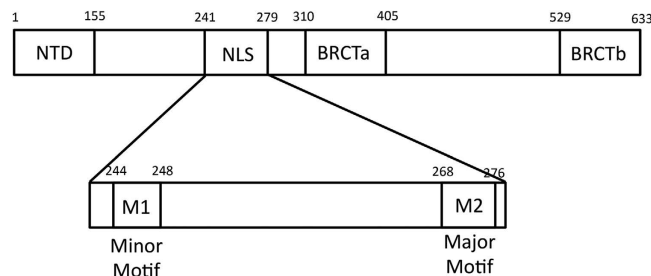 1 155 241 279 310 405 529 633
NTD NLS BRCTa BRCTb
244 248 268 276
M1 M2
Minor Major
Motif Motif